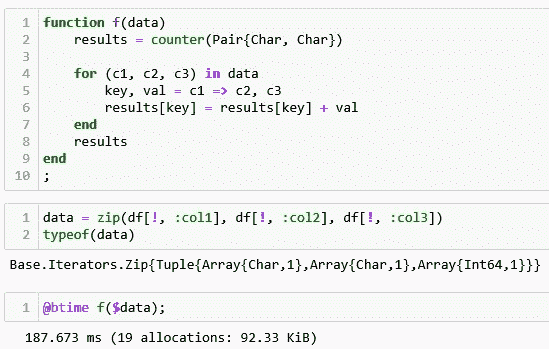 1 function f(data)
2 results = counter(Pair{Char, Char})
3
4 for (c1, c2, c3) in data
5 key, val = c1 => c2, c3
6 results[key] = results[key] + val
7 end
8 results
9 end
10 ;
1 data = zip(df[!, :col1], df[!, :col2], df[!, :col3])
2 typeof(data)
Base.Iterators.Zip{Tuple{Array{Char,1},Array{Char,1},Array{Int64,1}}}
1 @btime f($data);
187.673 ms (19 allocations: 92.33 KiB)